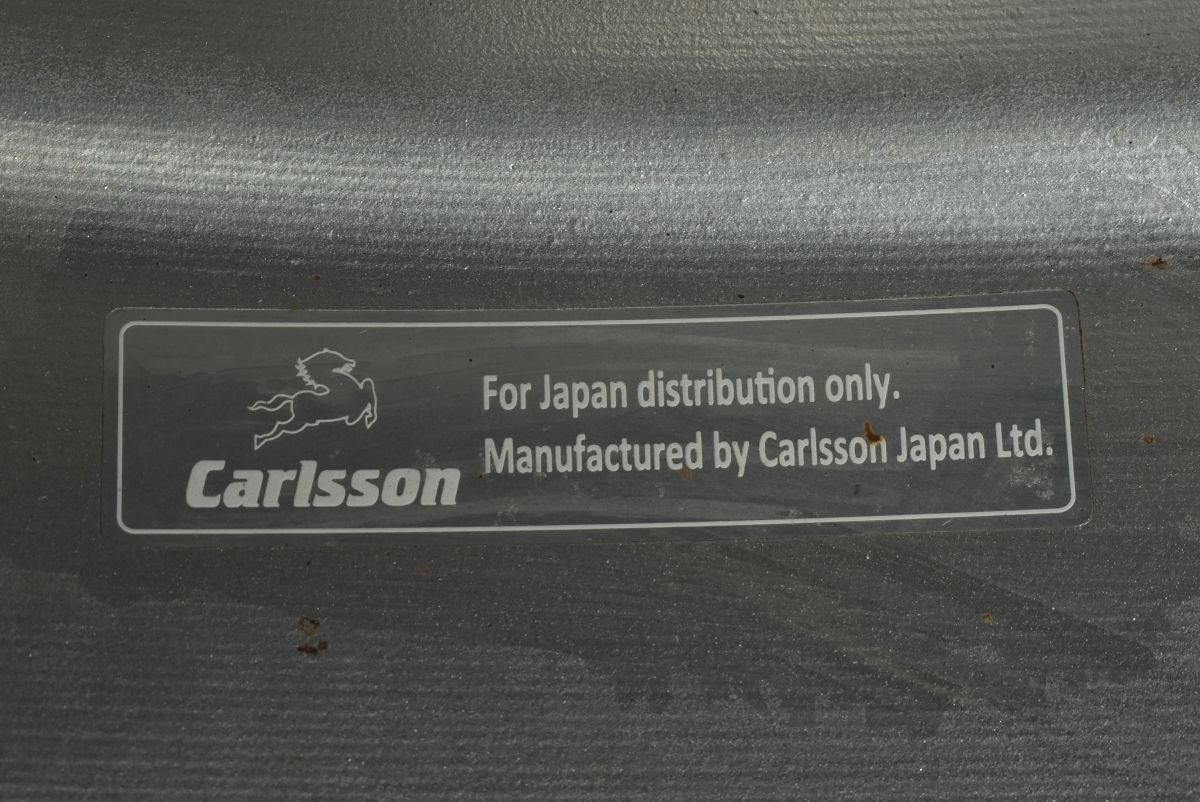 Carlsson
For Japan distribution only.
Manufactured by Carlsson Japan Ltd.